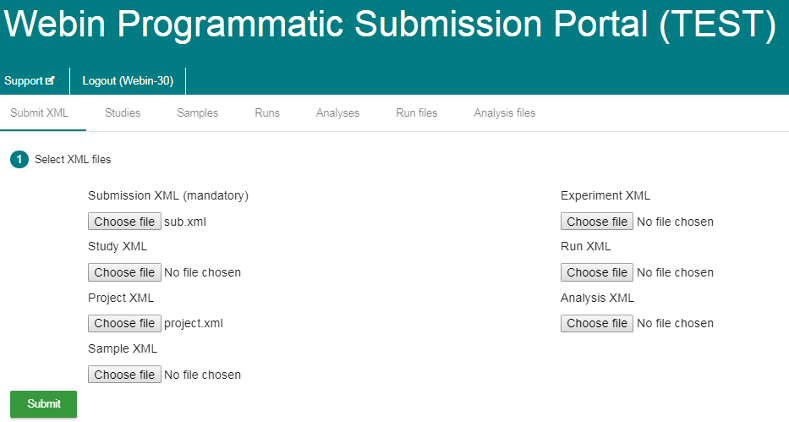 Webin Programmatic Submission Portal (TEST)
Support
Logout (Webin-30)
Submit XML
Studies
Samples
Runs
Analyses
Run files
Analysis files
1 Select XML files
Submission XML (mandatory)
Choose file sub.xml
Study XML
Choose file No file chosen
Project XML
Choose file project.xml
Sample XML
Choose file No file chosen
Experiment XML
Choose file No file chosen
Run XML
Choose file No file chosen
Analysis XML
Choose file No file chosen
Submit